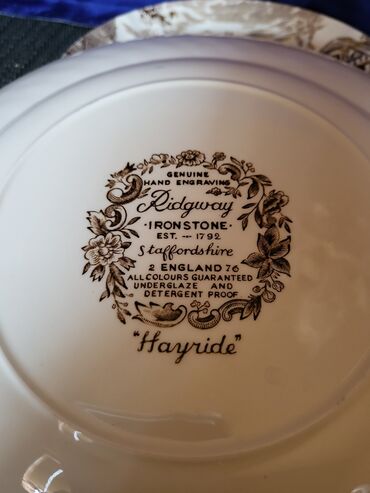 GENUINE
HAND ENGRAVING
Ridgway
·IRONSTONE·
EST. – 1792
Staffordshire
2 ENGLAND 76
ALL COLOURS GUARANTEED
UNDERGLAZE AND
DETERGENT PROOF
"Hayride"